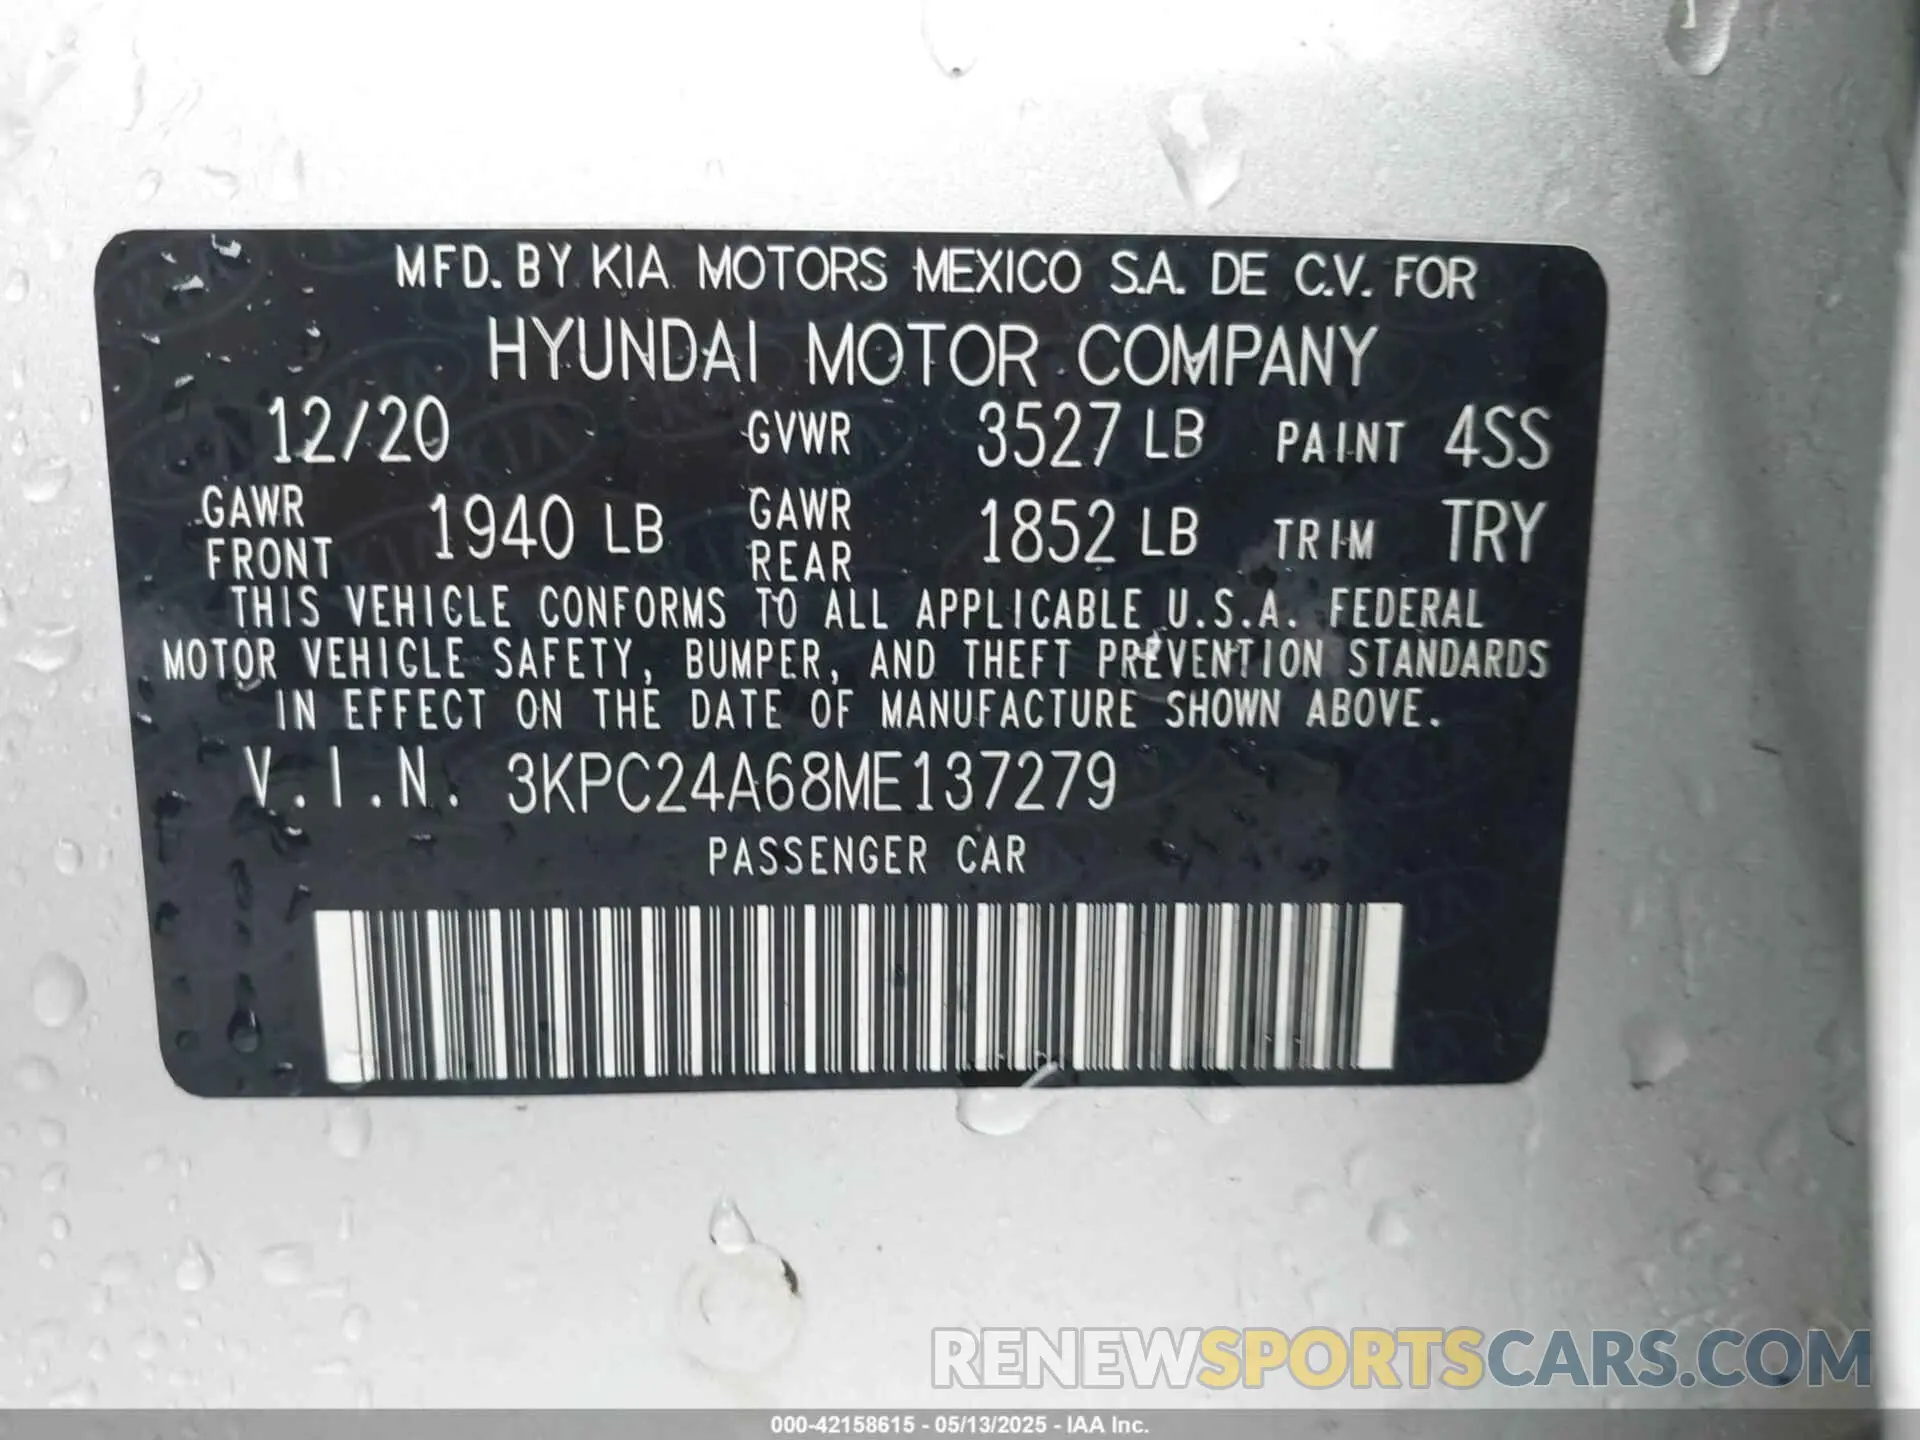 MFD. BY KIA MOTORS MEXICO S.A. DE C.V. FOR
HYUNDAI MOTOR COMPANY
12/20 GVWR 3527 LB PAINT 4SS
GAWR FRONT 1940 LB GAWR REAR 1852 LB TRIM TRY
THIS VEHICLE CONFORMS TO ALL APPLICABLE U.S.A. FEDERAL
MOTOR VEHICLE SAFETY, BUMPER, AND THEFT PREVENTION STANDARDS
IN EFFECT ON THE DATE OF MANUFACTURE SHOWN ABOVE.
V.I.N. 3KPC24A68ME137279
PASSENGER CAR
RENEWSPORTSCARS.COM
000-42158615 - 05/13/2025 - IAA Inc.